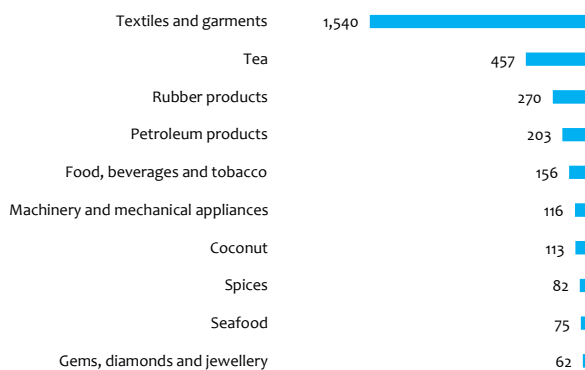 Textiles and garments 1,540
Tea 457
Rubber products 270
Petroleum products 203
Food, beverages and tobacco 156
Machinery and mechanical appliances 116
Coconut 113
Spices 82
Seafood 75
Gems, diamonds and jewellery 62